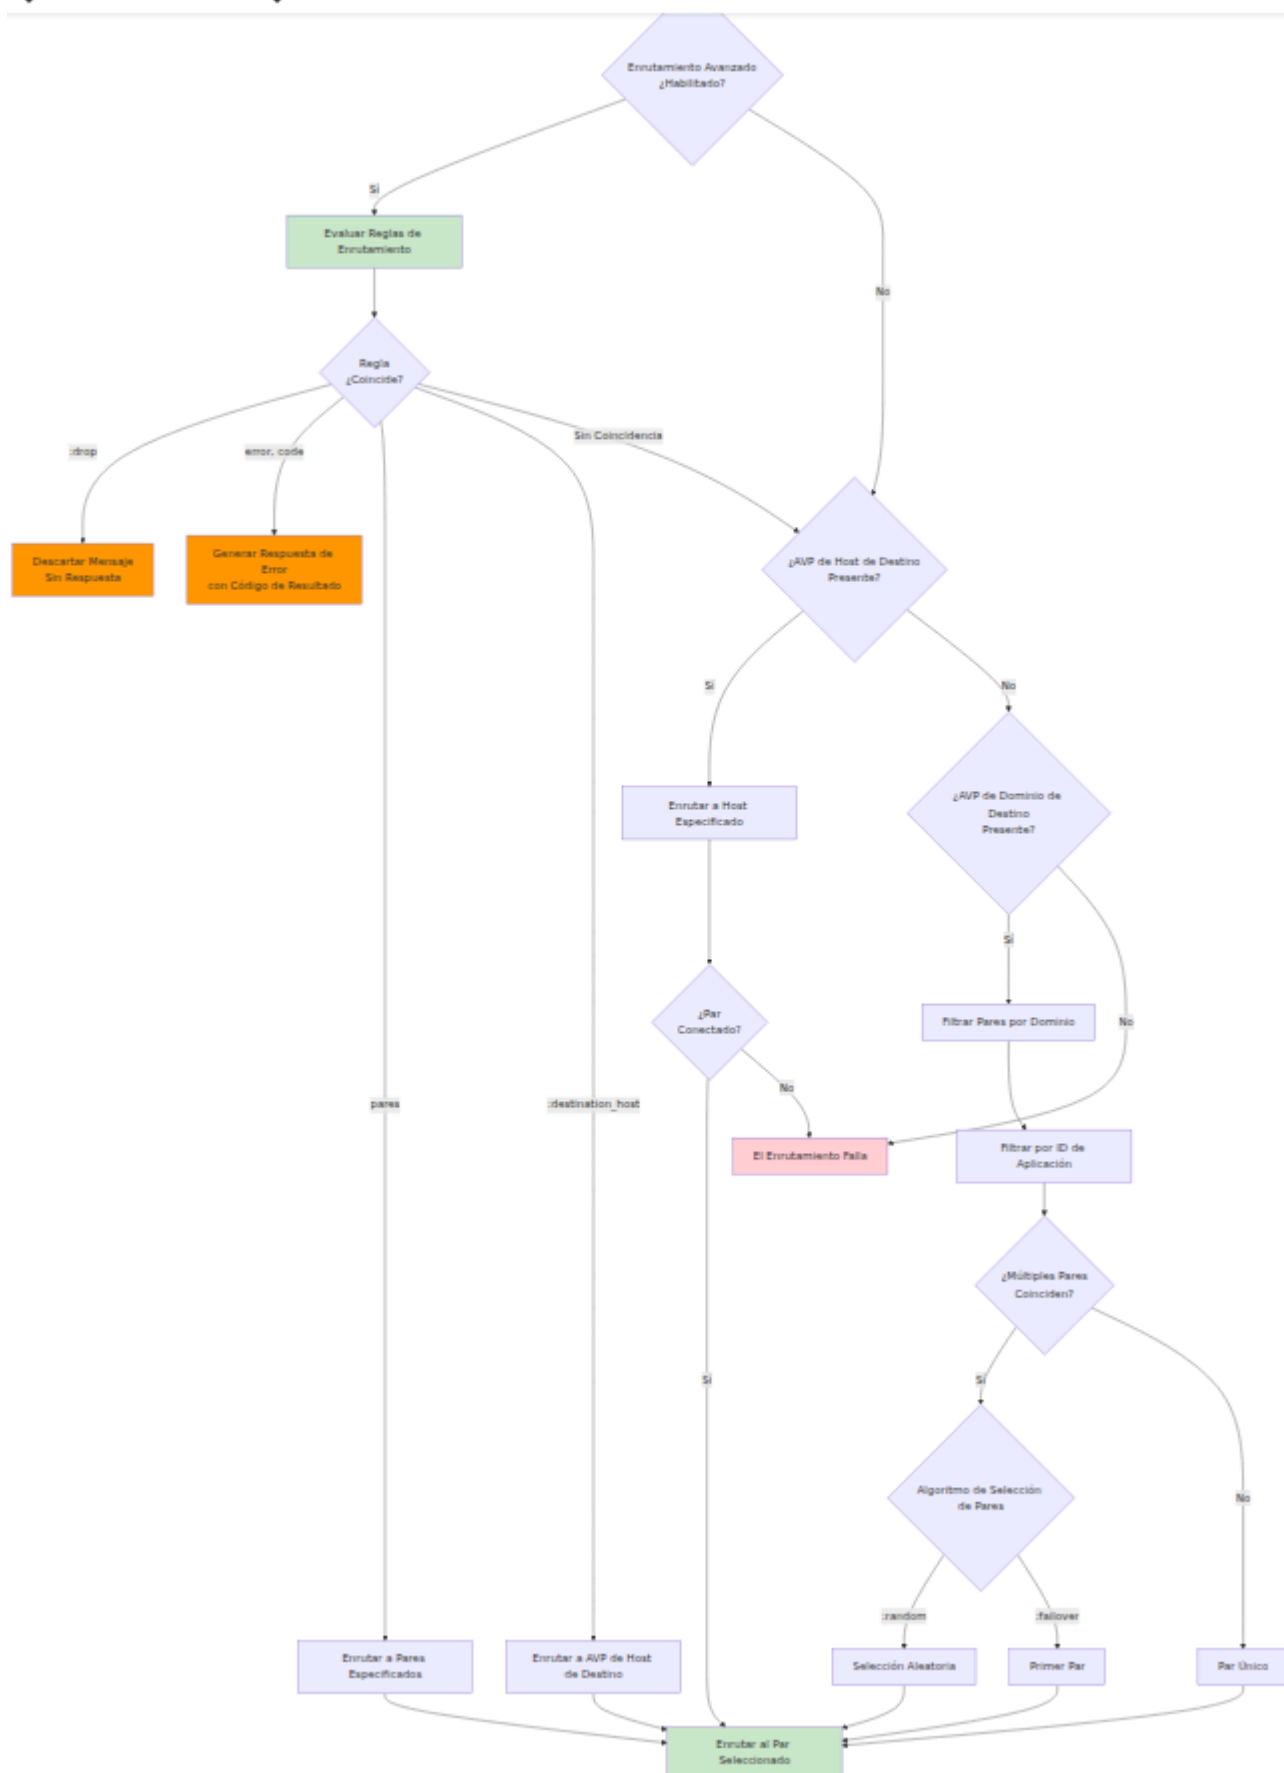 Enrutamiento Avanzado
¿Habilitado?
Sí
Evaluar Reglas de
Enrutamiento
No
Regla
¿Coincide?
:drop
error, code
Sin Coincidencia
Descartar Mensaje
Sin Respuesta
Generar Respuesta de
Error
con Código de Resultado
¿AVP de Host de Destino
Presente?
Sí
No
Enrutar a Host
Especificado
¿AVP de Dominio de
Destino
Presente?
Sí
¿Par
Conectado?
Filtrar Pares por Dominio
No
No
pares
:destination_host
El Enrutamiento Falla
Filtrar por ID de
Aplicación
¿Múltiples Pares
Coinciden?
Sí
Sí
Algoritmo de Selección
de Pares
No
:random
:failover
Enrutar a Pares
Especificados
Enrutar a AVP de Host
de Destino
Selección Aleatoria
Primer Par
Par Único
Enrutar al Par
Seleccionado